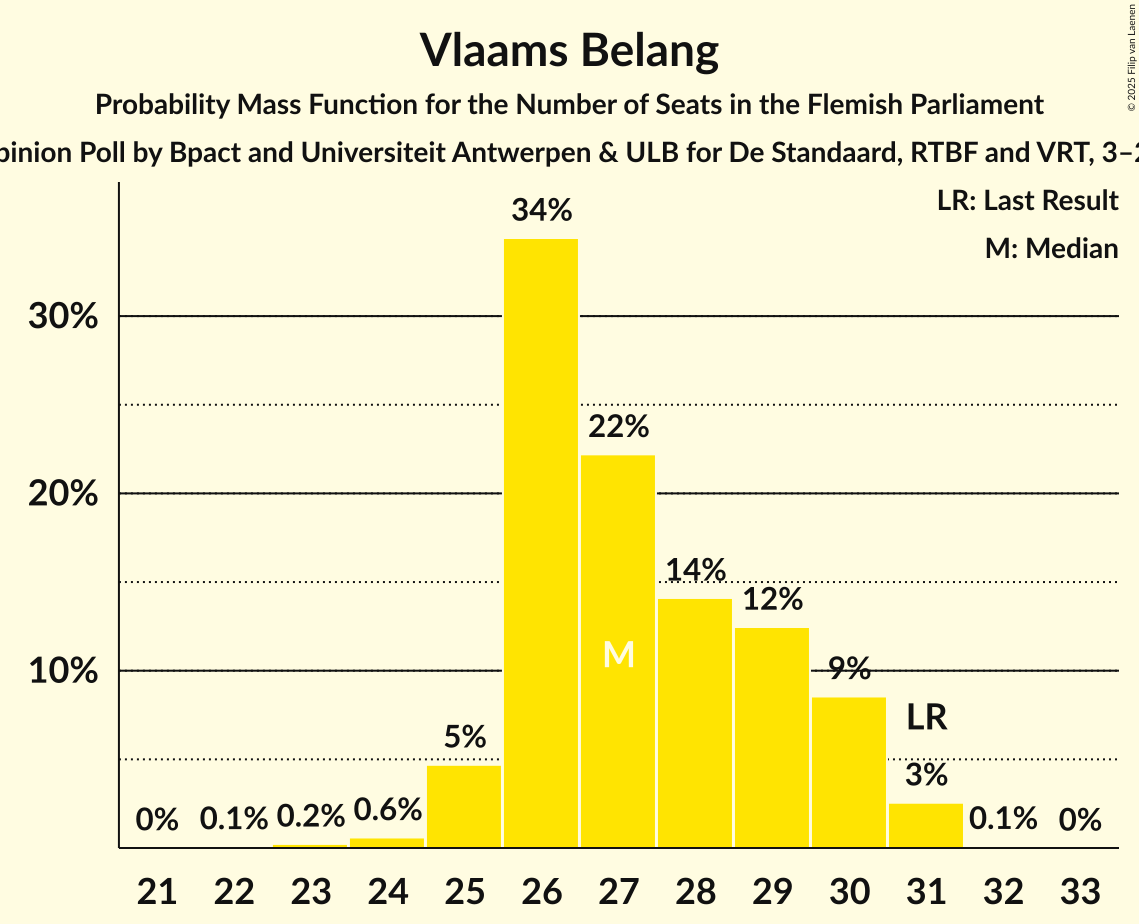 Vlaams Belang
Probability Mass Function for the Number of Seats in the Flemish Parliament
pinion Poll by Bpact and Universiteit Antwerpen & ULB for De Standaard, RTBF and VRT, 3–2
© 2025 Filip van Laenen
LR: Last Result
M: Median
34%
30%
22%
20%
14%
12%
M
10%
9%
LR
5%
3%
0% 0.1% 0.2% 0.6% 0.1% 0%
21 22 23 24 25 26 27 28 29 30 31 32 33